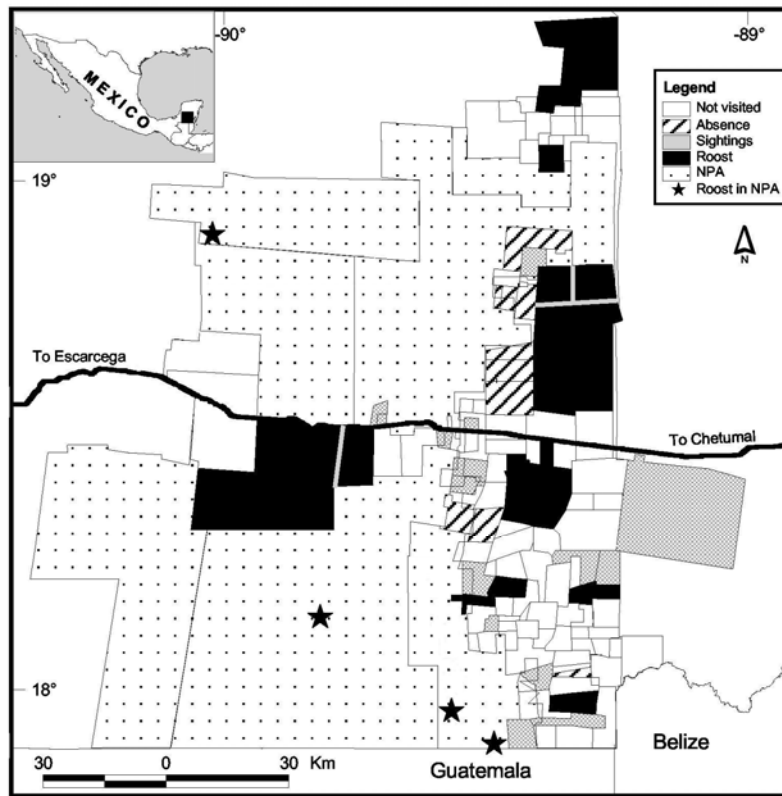 -90
-89
MEXICO
Legend
Not visited
Absence
Sightings
Roost
NPA
Roost in NPA
19°
N
To Escarcega
To Chetumal
18°
Belize
Guatemala
30 0 30 Km